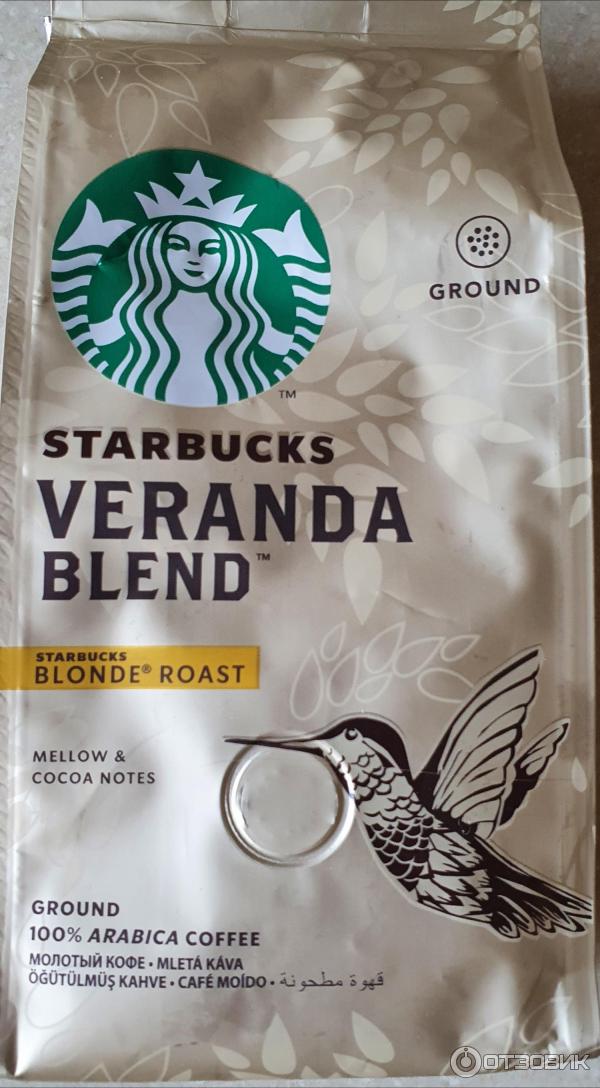 GROUND
™
STARBUCKS
VERANDA
BLEND™
STARBUCKS
BLONDE® ROAST
MELLOW &
COCOA NOTES
GROUND
100% ARABICA COFFEE
МОЛОТЫЙ КОФЕ • MLETÁ KÁVA
ÖĞÜTÜLMÜŞ KAHVE • CAFÉ MOÍDO • قهوة مطحونة
ОТЗОВИК